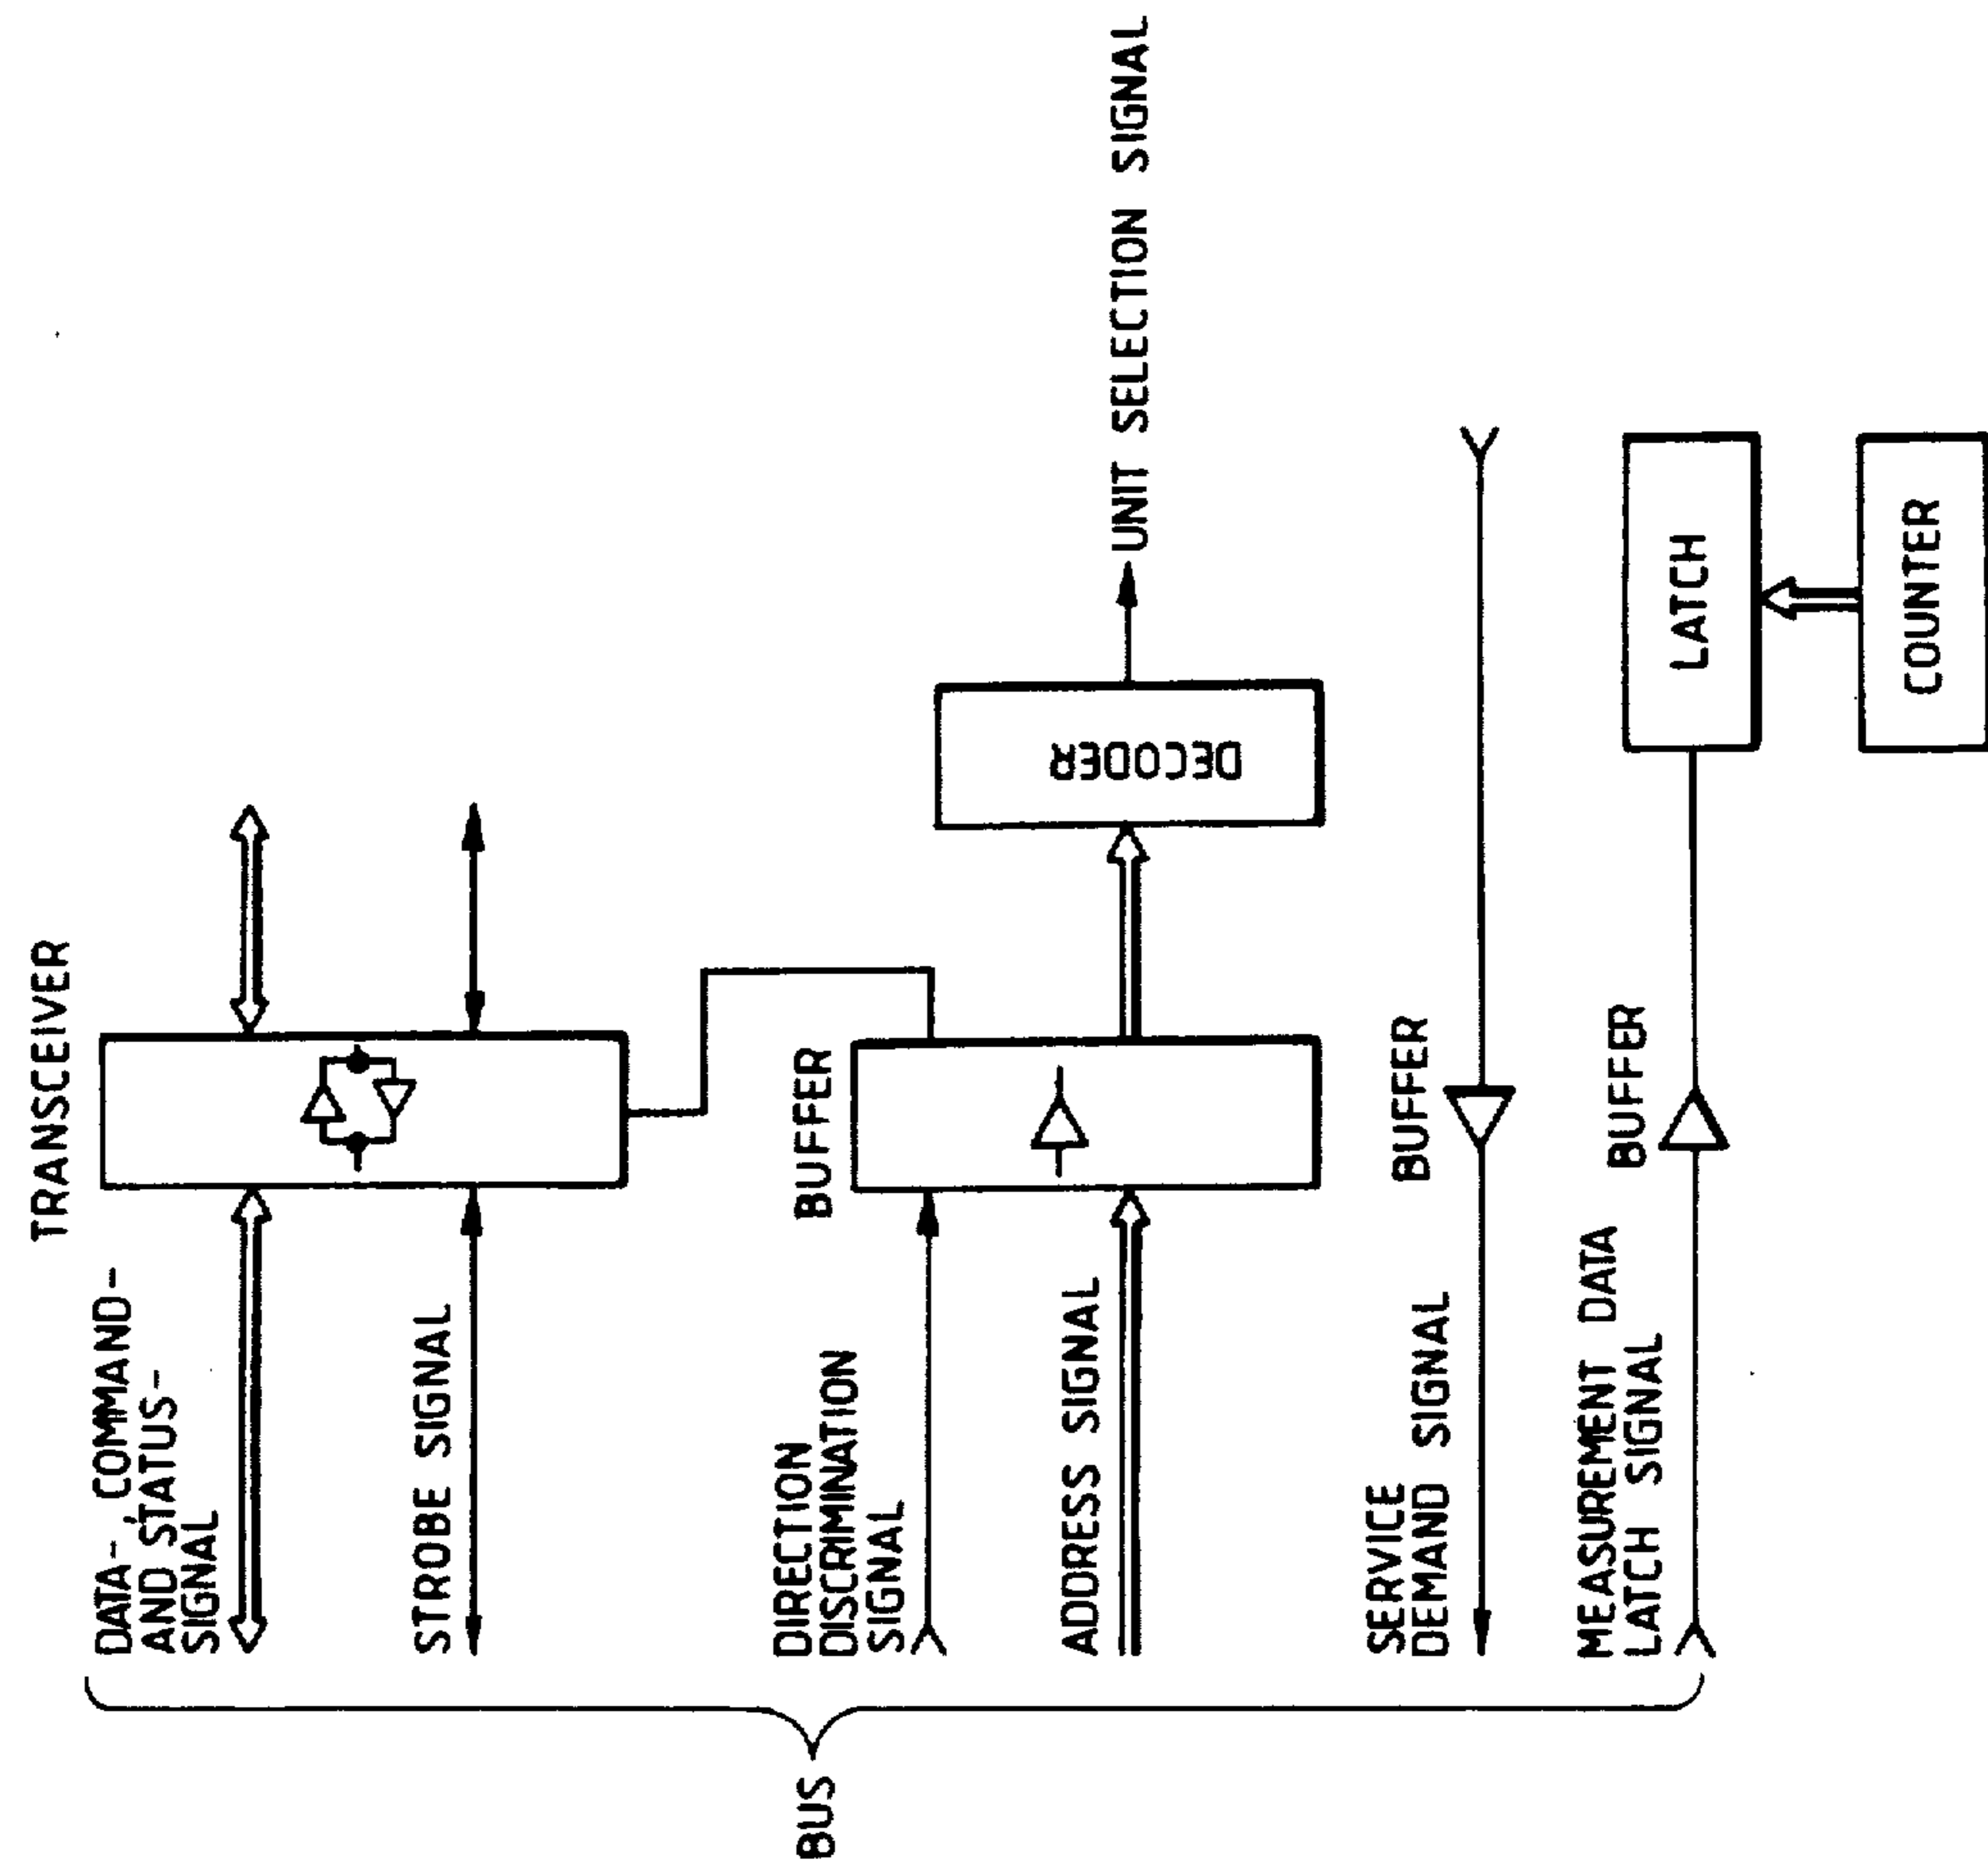 TRANSCEIVER
DATA-, COMMAND-
AND STATUS-
SIGNAL
STROBE SIGNAL
BUFFER
DIRECTION
DISCRIMINATION
SIGNAL
ADDRESS SIGNAL
DECODER
UNIT SELECTION SIGNAL
BUS
BUFFER
SERVICE
DEMAND SIGNAL
BUFFER
MEASUREMENT DATA
LATCH SIGNAL
LATCH
COUNTER